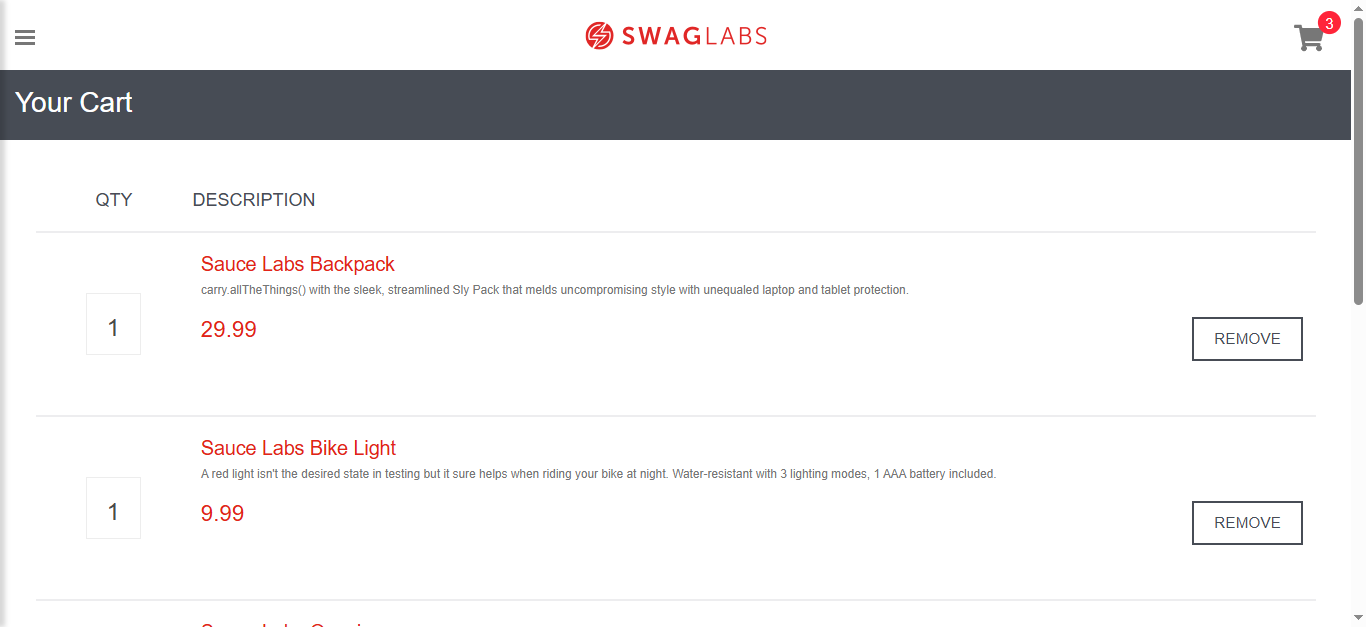 SWAGLABS
3
Your Cart
QTY DESCRIPTION
Sauce Labs Backpack
carry.allTheThings() with the sleek, streamlined Sly Pack that melds uncompromising style with unequaled laptop and tablet protection.
1
29.99
REMOVE
Sauce Labs Bike Light
A red light isn't the desired state in testing but it sure helps when riding your bike at night. Water-resistant with 3 lighting modes, 1 AAA battery included.
1
9.99
REMOVE